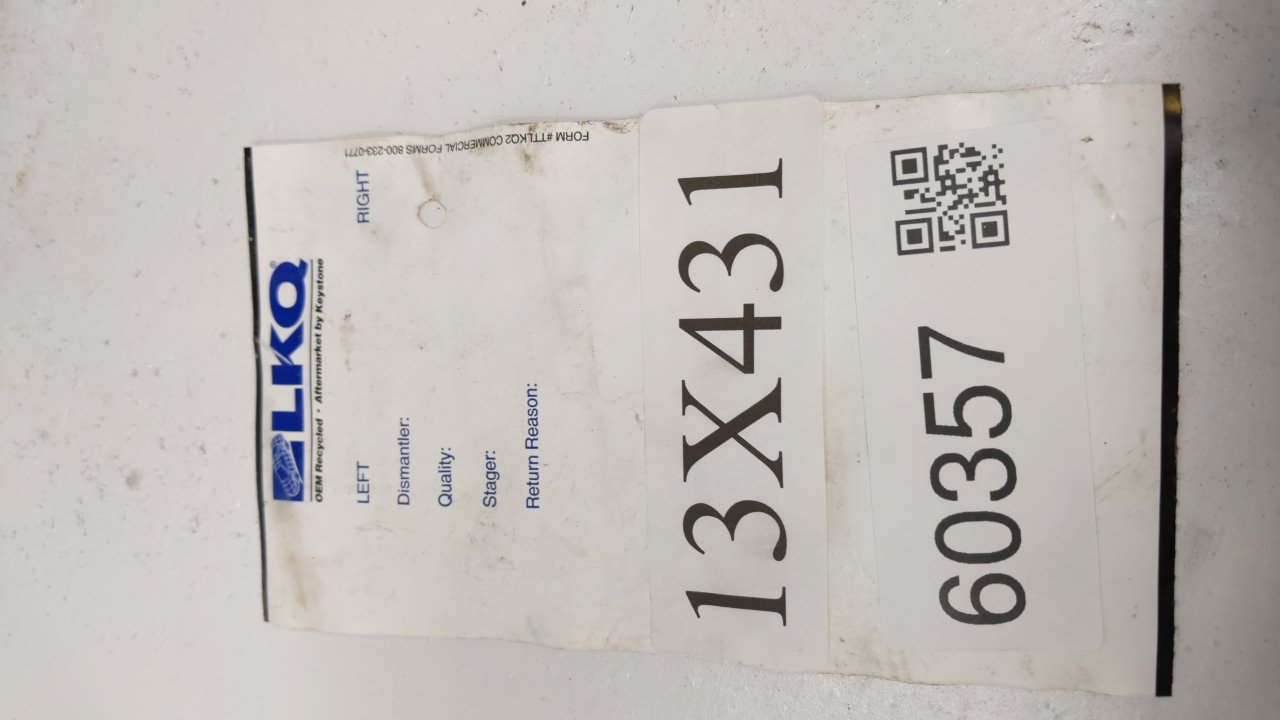 LKQ
OEM Recycled • Aftermarket by Keystone
LEFT RIGHT
Dismantler:
Quality:
Stager:
Return Reason:
FORM #TTLKQ2 COMMERCIAL FORMS 800-233-0771
13X431
60357